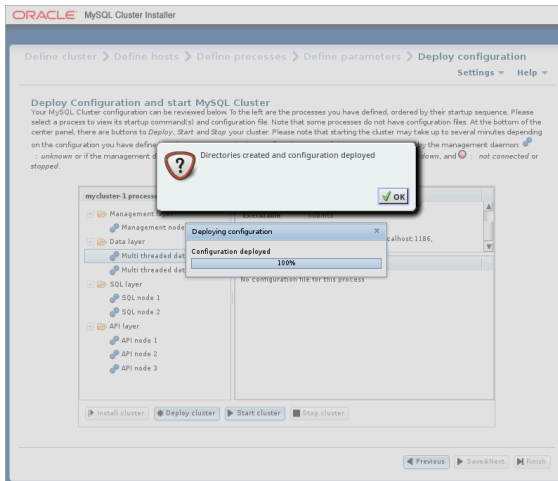 ORACLE MySQL Cluster Installer
Define cluster > Define hosts > Define processes > Define parameters > Deploy configuration
Settings Help
Deploy Configuration and start MySQL Cluster
Your MySQL Cluster configuration can be reviewed below. To the left are the processes you have defined, ordered by their startup sequence. Please
select a process to view its startup command(s) and configuration file. Note that some processes do not have configuration files. At the bottom of the
center panel, there are buttons to Deploy, Start and Stop your cluster. Please note that starting the cluster may take up to several minutes depending
on the configuration you have define by the management daemon:
: unknown or if the management d down, and : not connected or
stopped.
Directories created and configuration deployed
OK
mycluster-1 process
Management layer
Management node
Data layer
Multi threaded dat
Multi threaded dat
SQL layer
SQL node 1
SQL node 2
API layer
API node 1
API node 2
API node 3
Executable ndbmtd
Deploying configuration
Configuration deployed
100%
calhost:1186,
No configuration file for this process
Install cluster Deploy cluster Start cluster Stop cluster
Previous Save&Next Finish